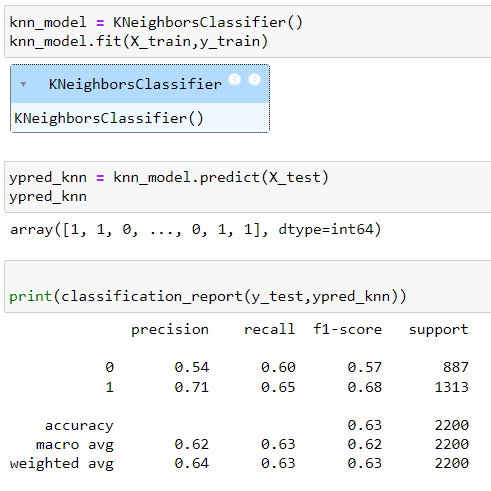 knn_model = KNeighborsClassifier()
knn_model.fit(X_train,y_train)
▾ KNeighborsClassifier i ?
KNeighborsClassifier()
ypred_knn = knn_model.predict(X_test)
ypred_knn
array([1, 1, 0, ..., 0, 1, 1], dtype=int64)
print(classification_report(y_test,ypred_knn))
precision recall f1-score support
0 0.54 0.60 0.57 887
1 0.71 0.65 0.68 1313
accuracy 0.63 2200
macro avg 0.62 0.63 0.62 2200
weighted avg 0.64 0.63 0.63 2200